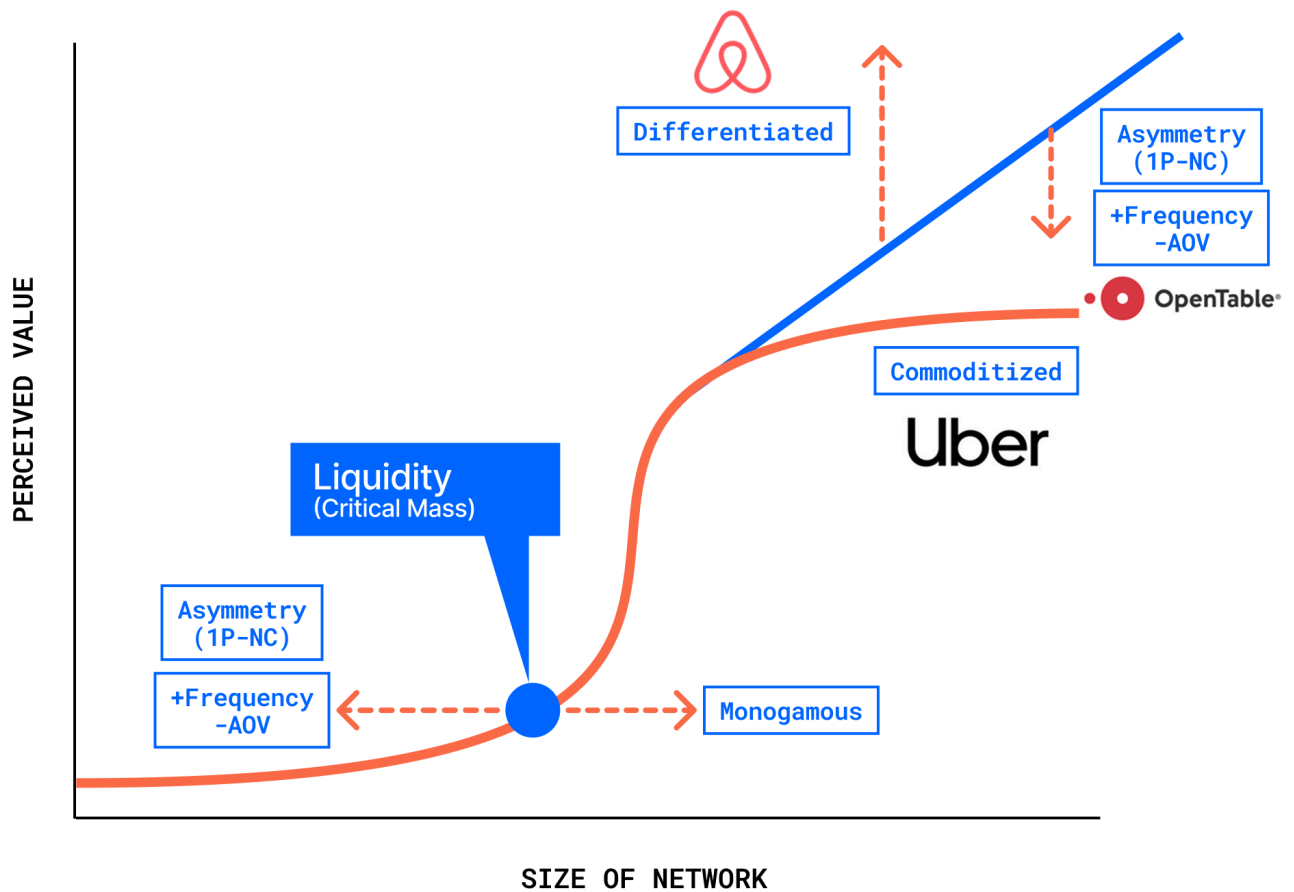 Differentiated
Asymmetry
(1P-NC)
+Frequency
-AOV
OpenTable®
Commoditized
Uber
PERCEIVED VALUE
Liquidity
(Critical Mass)
Asymmetry
(1P-NC)
+Frequency
-AOV
Monogamous
SIZE OF NETWORK